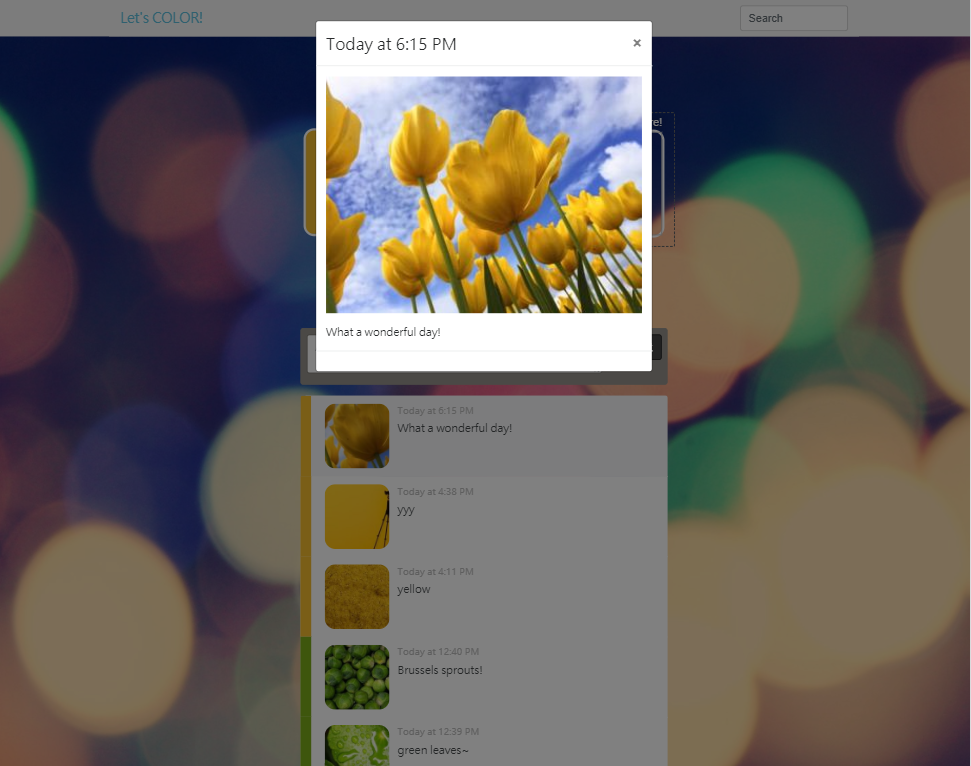 Let's COLOR!
Search
Today at 6:15 PM
×
What a wonderful day!
Today at 6:15 PM
What a wonderful day!
Today at 4:38 PM
yyy
Today at 4:11 PM
yellow
Today at 12:40 PM
Brussels sprouts!
Today at 12:39 PM
green leaves~